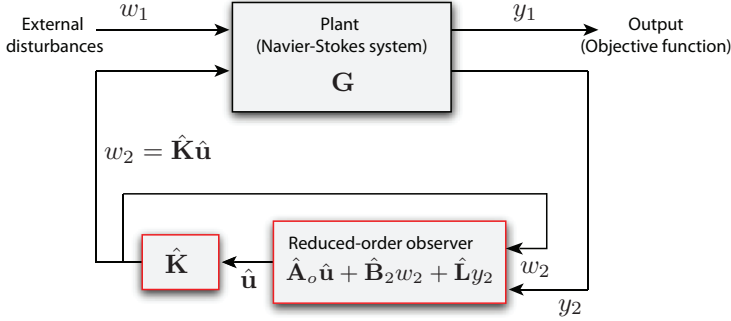 External
disturbances
w₁
Plant
(Navier-Stokes system)
G
y₁
Output
(Objective function)
w₂ = K̂û
Reduced-order observer
Â₀û + B̂₂w₂ + L̂y₂
K̂
û
w₂
y₂